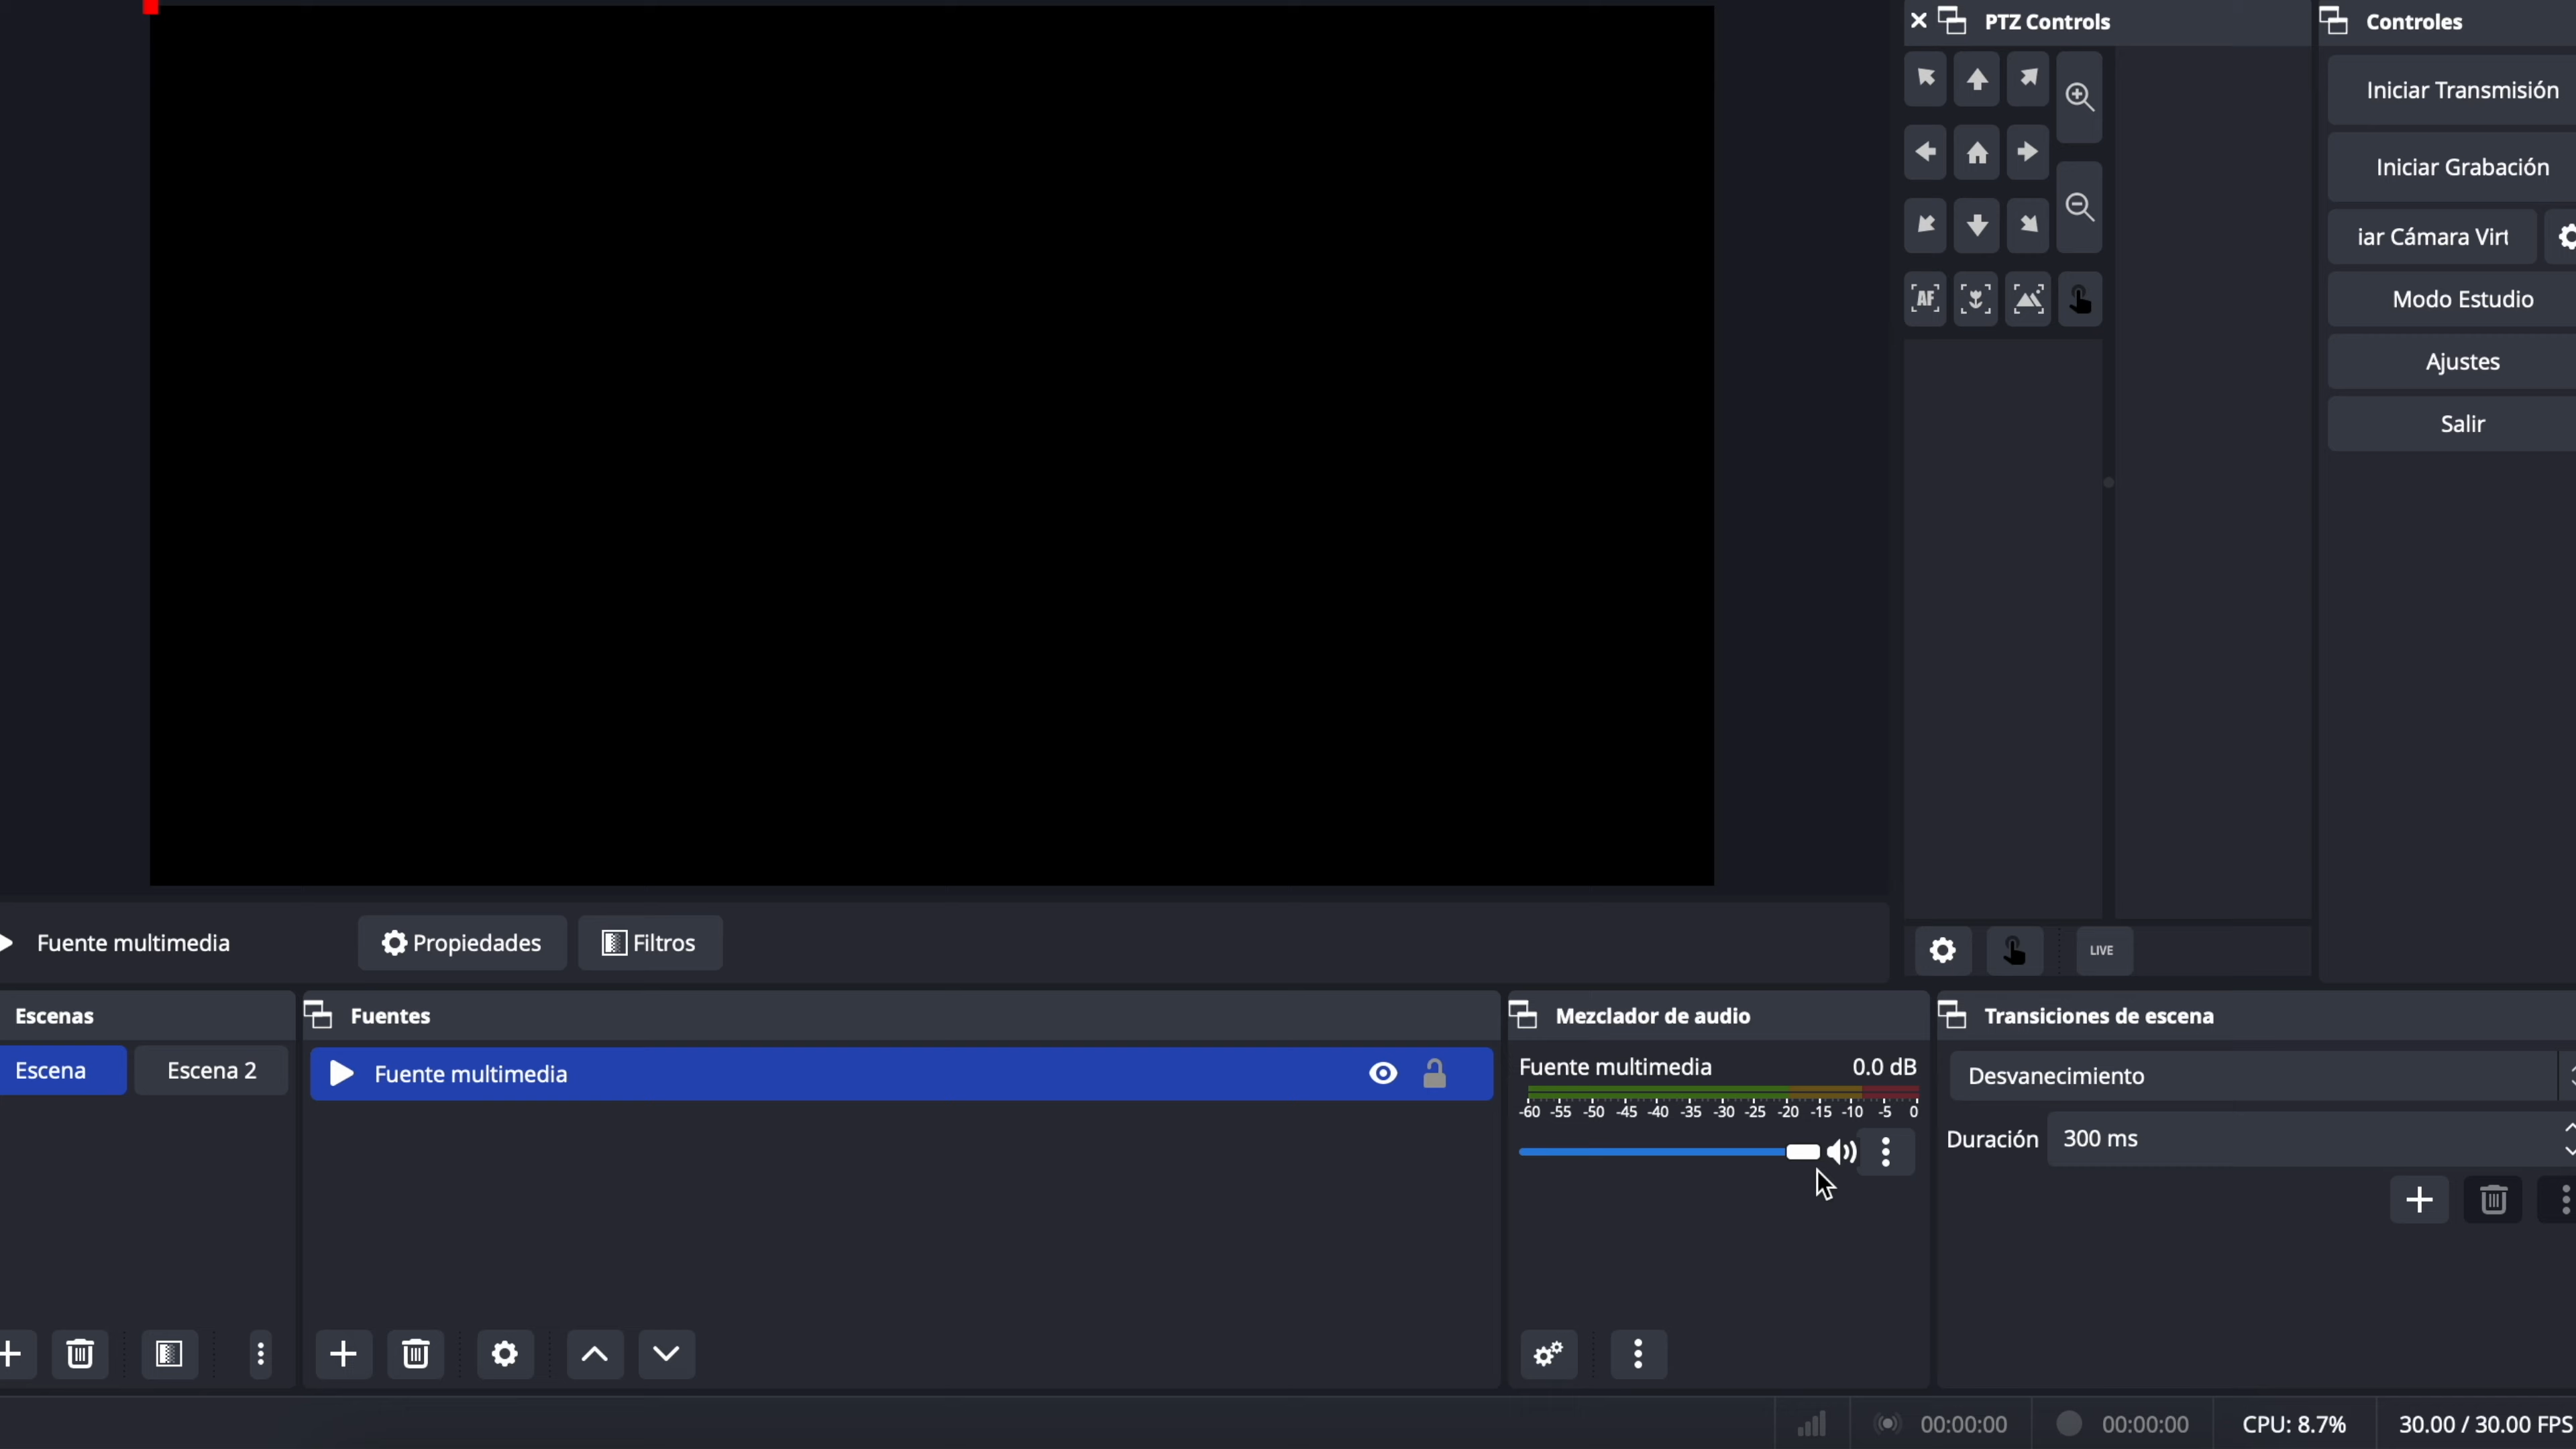 PTZ Controls
Controles
Iniciar Transmisión
Iniciar Grabación
iar Cámara Virt
AF
Modo Estudio
Ajustes
Salir
LIVE
Fuente multimedia
Propiedades
Filtros
Escenas
Fuentes
Mezclador de audio
Transiciones de escena
Escena
Escena 2
Fuente multimedia
Fuente multimedia 0.0 dB
-60 -55 -50 -45 -40 -35 -30 -25 -20 -15 -10 -5 0
Desvanecimiento
Duración 300 ms
00:00:00
00:00:00
CPU: 8.7%
30.00 / 30.00 FPS